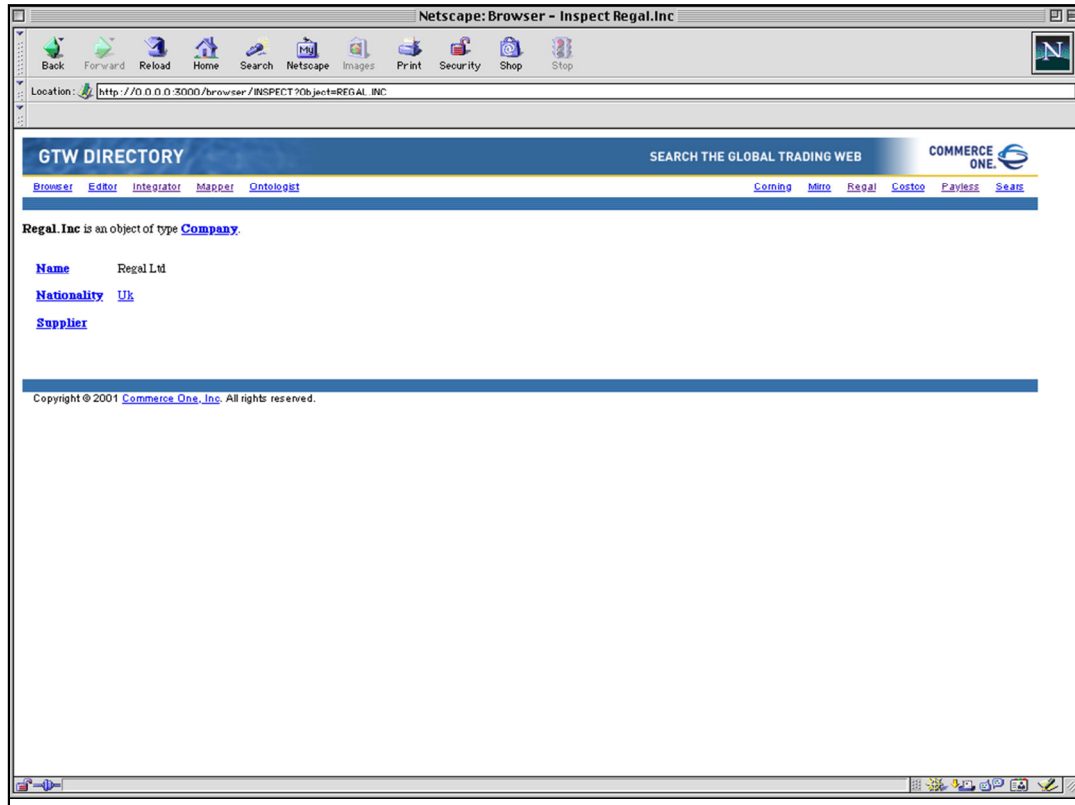 Netscape: Browser - Inspect Regal.Inc
Back Forward Reload Home Search Netscape Images Print Security Shop Stop
My
N
Location: http://0.0.0.0:3000/browser/INSPECT?Object=REGAL.INC
GTW DIRECTORY SEARCH THE GLOBAL TRADING WEB COMMERCE ONE.
Browser Editor Integrator Mapper Ontologist Corning Mirro Regal Costco Payless Sears
Regal.Inc is an object of type Company.
Name Regal Ltd
Nationality Uk
Supplier
Copyright © 2001 Commerce One, Inc. All rights reserved.